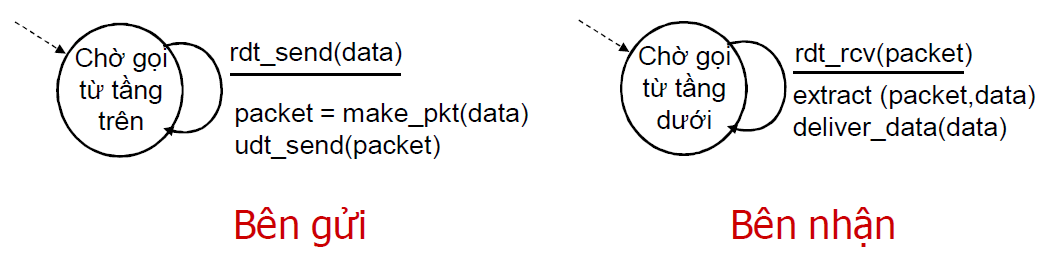 Chờ gọi
từ tầng
trên
rdt_send(data)
packet = make_pkt(data)
udt_send(packet)
Bên gửi
Chờ gọi
từ tầng
dưới
rdt_rcv(packet)
extract (packet,data)
deliver_data(data)
Bên nhận